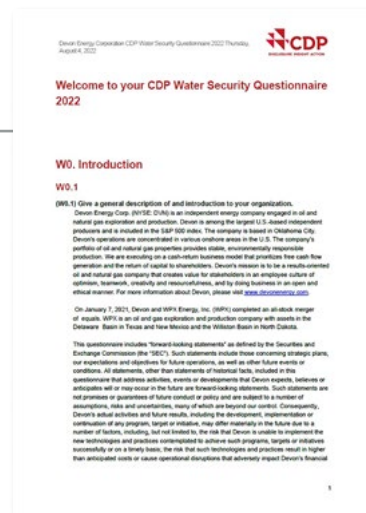 Devon Energy Corporation CDP Water Security Questionnaire 2022 Thursday,
August 4, 2022
CDP
DISCLOSURE INSIGHT ACTION
Welcome to your CDP Water Security Questionnaire
2022
W0. Introduction
W0.1
(W0.1) Give a general description of and introduction to your organization.
Devon Energy Corp. (NYSE: DVN) is an independent energy company engaged in oil and
natural gas exploration and production. Devon is among the largest U.S.-based independent
producers and is included in the S&P 500 index. The company is based in Oklahoma City.
Devon's operations are concentrated in various onshore areas in the U.S. The company's
portfolio of oil and natural gas properties provides stable, environmentally responsible
production. We are executing on a cash-return business model that prioritizes free cash flow
generation and the return of capital to shareholders. Devon's mission is to be a results-oriented
oil and natural gas company that creates value for stakeholders in an employee culture of
optimism, teamwork, creativity and resourcefulness, and by doing business in an open and
ethical manner. For more information about Devon, please visit www.devonenergy.com.
On January 7, 2021, Devon and WPX Energy, Inc. (WPX) completed an all-stock merger
of equals. WPX is an oil and gas exploration and production company with assets in the
Delaware Basin in Texas and New Mexico and the Williston Basin in North Dakota.
This questionnaire includes "forward-looking statements" as defined by the Securities and
Exchange Commission (the "SEC"). Such statements include those concerning strategic plans,
our expectations and objectives for future operations, as well as other future events or
conditions. All statements, other than statements of historical facts, included in this
questionnaire that address activities, events or developments that Devon expects, believes or
anticipates will or may occur in the future are forward-looking statements. Such statements are
not promises or guarantees of future conduct or policy and are subject to a number of
assumptions, risks and uncertainties, many of which are beyond our control. Consequently,
Devon's actual activities and future results, including the development, implementation or
continuation of any program, target or initiative, may differ materially in the future due to a
number of factors, including, but not limited to, the risk that Devon is unable to implement the
new technologies and practices contemplated to achieve such programs, targets or initiatives
successfully or on a timely basis; the risk that such technologies and practices result in higher
than anticipated costs or cause operational disruptions that adversely impact Devon's financial